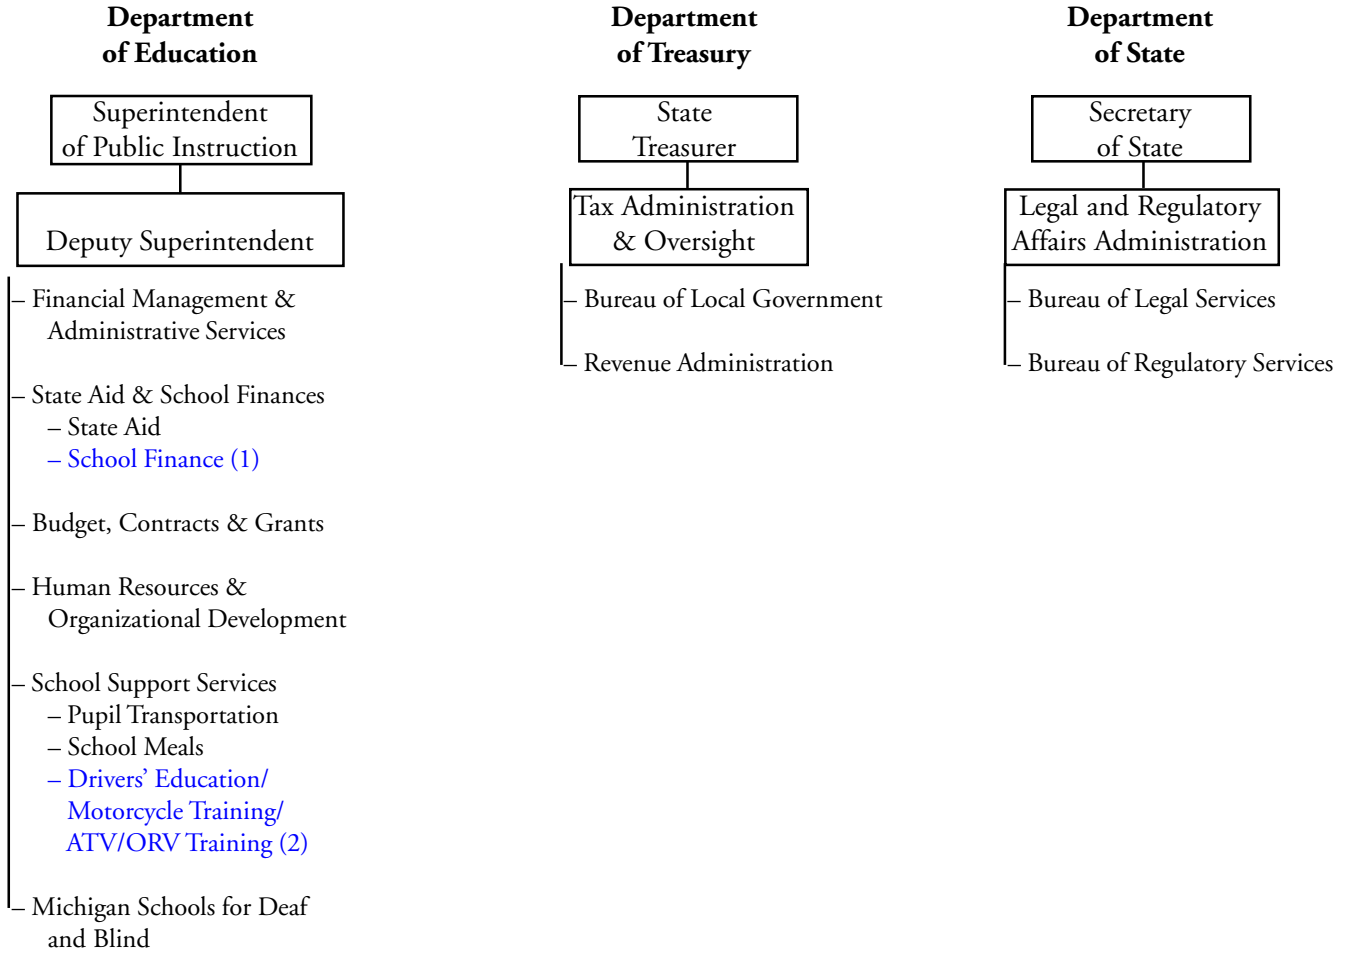 Department
of Education
Superintendent
of Public Instruction
Deputy Superintendent
– Financial Management &
Administrative Services
– State Aid & School Finances
– State Aid
– School Finance (1)
– Budget, Contracts & Grants
– Human Resources &
Organizational Development
– School Support Services
– Pupil Transportation
– School Meals
– Drivers’ Education/
Motorcycle Training/
ATV/ORV Training (2)
– Michigan Schools for Deaf
and Blind
Department
of Treasury
State
Treasurer
Tax Administration
& Oversight
– Bureau of Local Government
– Revenue Administration
Department
of State
Secretary
of State
Legal and Regulatory
Affairs Administration
– Bureau of Legal Services
– Bureau of Regulatory Services